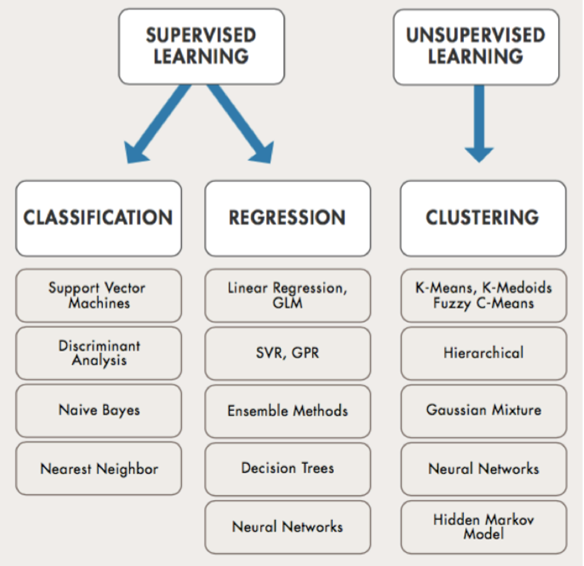 SUPERVISED
LEARNING
UNSUPERVISED
LEARNING
CLASSIFICATION
REGRESSION
CLUSTERING
Support Vector
Machines
Discriminant
Analysis
Naive Bayes
Nearest Neighbor
Linear Regression,
GLM
SVR, GPR
Ensemble Methods
Decision Trees
Neural Networks
K-Means, K-Medoids
Fuzzy C-Means
Hierarchical
Gaussian Mixture
Neural Networks
Hidden Markov
Model